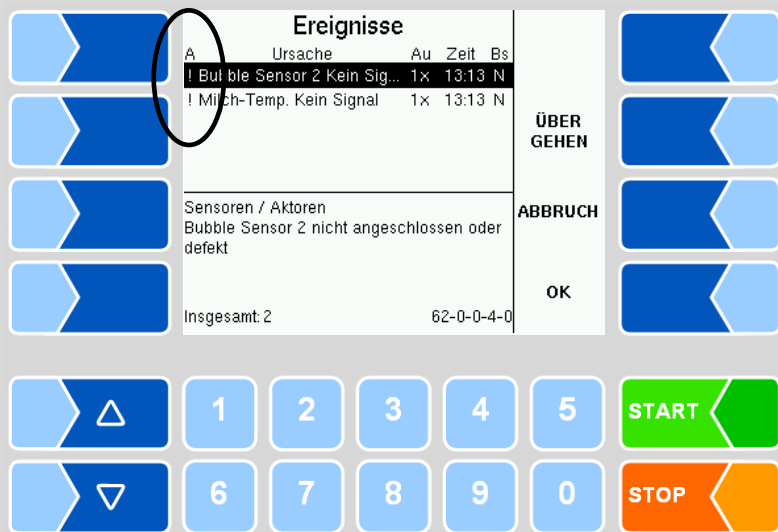 Ereignisse
A Ursache Au Zeit Bs
! Bubble Sensor 2 Kein Sig... 1x 13:13 N
! Milch-Temp. Kein Signal 1x 13:13 N
ÜBER
GEHEN
Sensoren / Aktoren
Bubble Sensor 2 nicht angeschlossen oder
defekt
ABBRUCH
OK
Insgesamt: 2 62-0-0-4-0
1 2 3 4 5 START
6 7 8 9 0 STOP